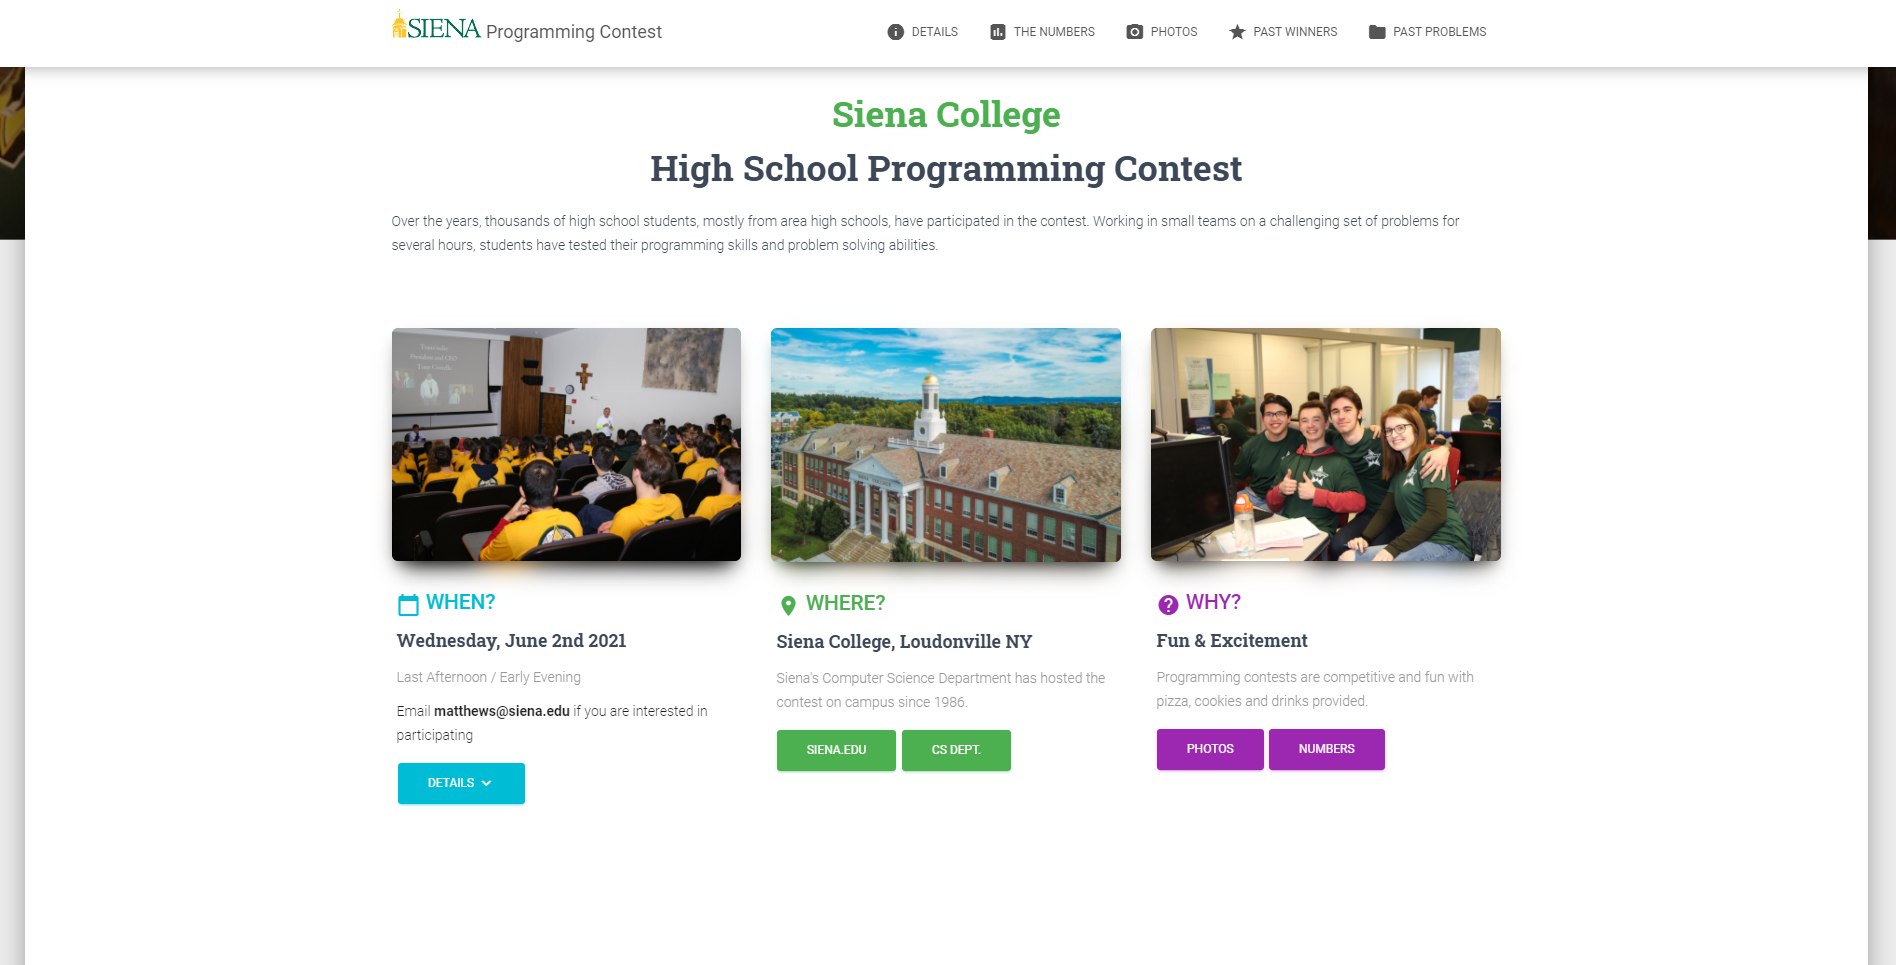 SIENA Programming Contest
DETAILS
THE NUMBERS
PHOTOS
PAST WINNERS
PAST PROBLEMS
Siena College
High School Programming Contest
Over the years, thousands of high school students, mostly from area high schools, have participated in the contest. Working in small teams on a challenging set of problems for
several hours, students have tested their programming skills and problem solving abilities.
President and CEO
WHEN?
Wednesday, June 2nd 2021
Last Afternoon / Early Evening
Email matthews@siena.edu if you are interested in
participating
DETAILS
WHERE?
Siena College, Loudonville NY
Siena's Computer Science Department has hosted the
contest on campus since 1986.
SIENA.EDU
CS DEPT.
WHY?
Fun & Excitement
Programming contests are competitive and fun with
pizza, cookies and drinks provided.
PHOTOS
NUMBERS